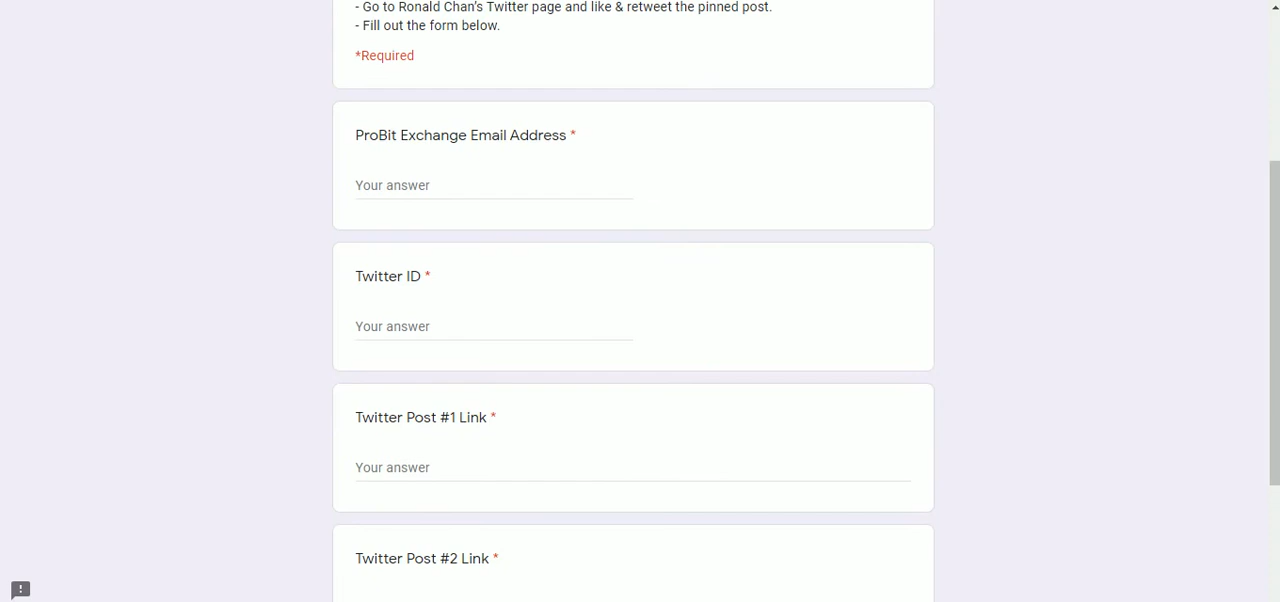 - Go to Ronald Chan's Twitter page and like & retweet the pinned post.
- Fill out the form below.
*Required
ProBit Exchange Email Address *
Your answer
Twitter ID *
Your answer
Twitter Post #1 Link *
Your answer
Twitter Post #2 Link *